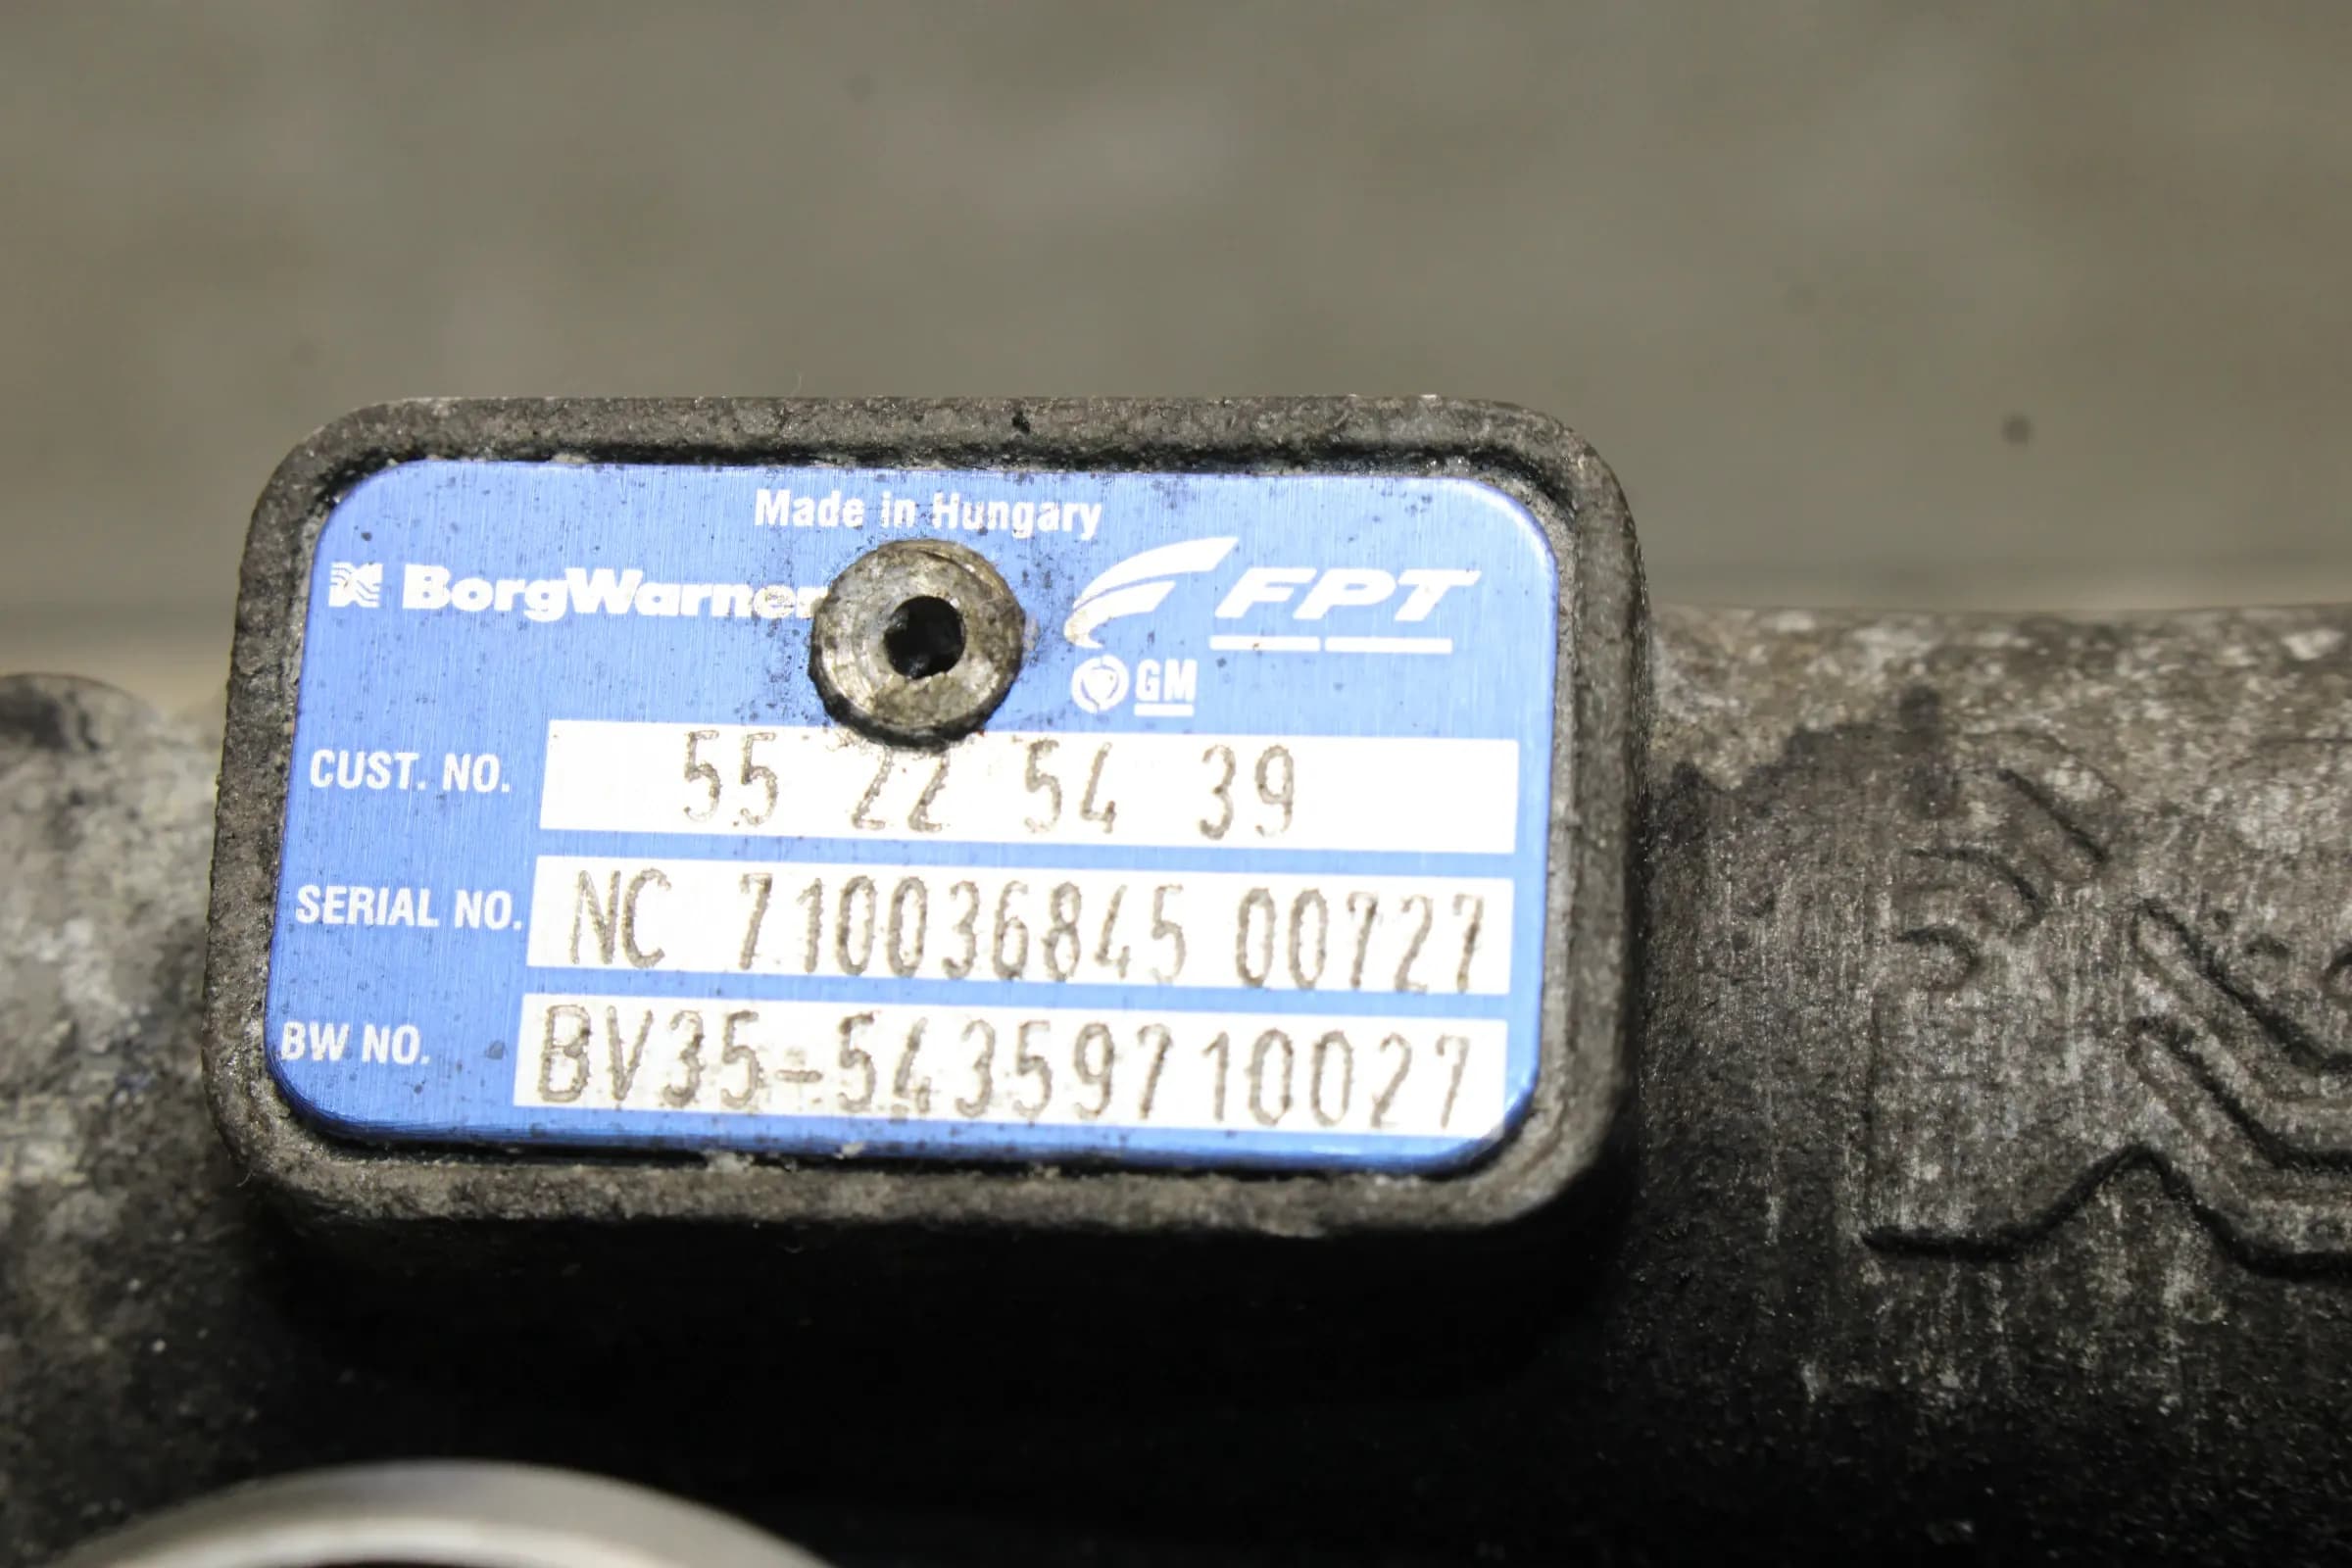 Made in Hungary
BorgWarner FPT
GM
CUST. NO. 55 22 54 39
SERIAL NO. NC 710036845 00727
BW NO. BV35-54359710027